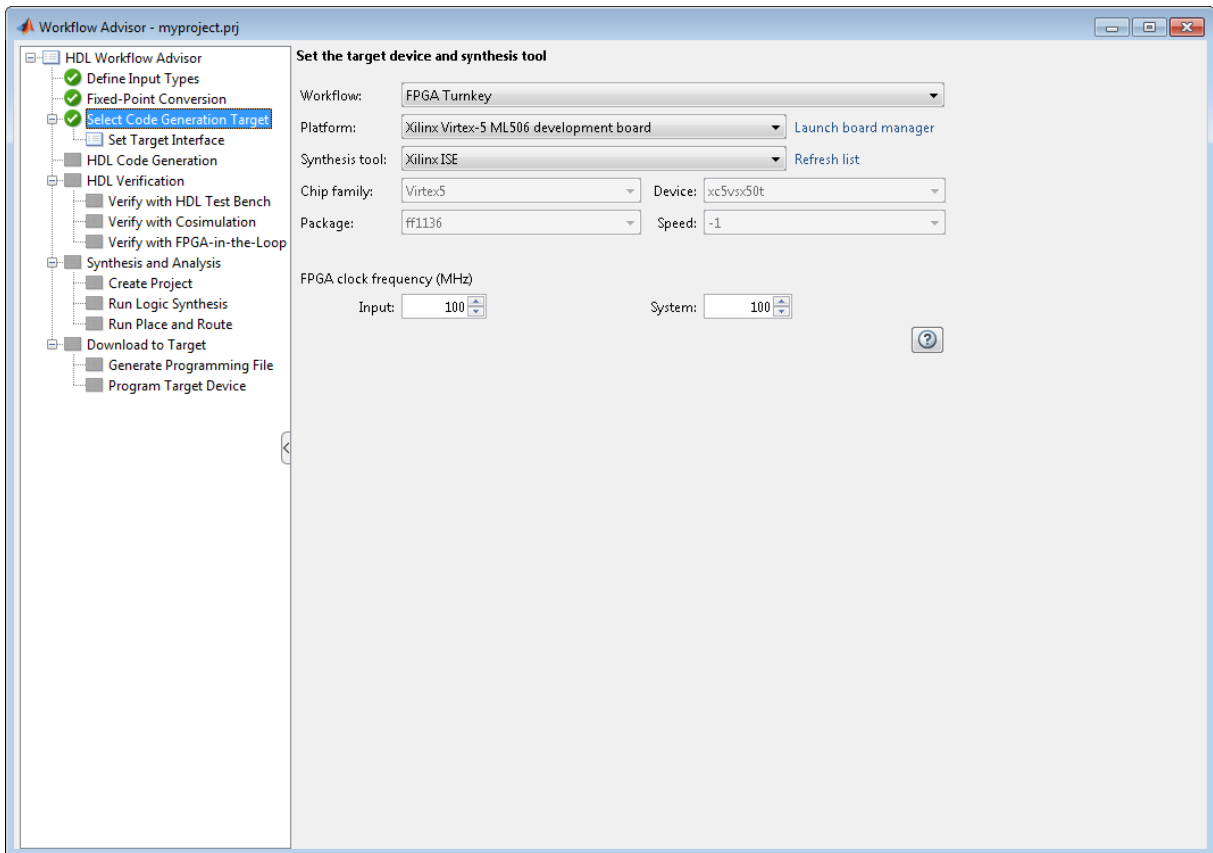 Workflow Advisor - myproject.prj
HDL Workflow Advisor
Define Input Types
Fixed-Point Conversion
Select Code Generation Target
Set Target Interface
HDL Code Generation
HDL Verification
Verify with HDL Test Bench
Verify with Cosimulation
Verify with FPGA-in-the-Loop
Synthesis and Analysis
Create Project
Run Logic Synthesis
Run Place and Route
Download to Target
Generate Programming File
Program Target Device
Set the target device and synthesis tool
Workflow: FPGA Turnkey
Platform: Xilinx Virtex-5 ML506 development board Launch board manager
Synthesis tool: Xilinx ISE Refresh list
Chip family: Virtex5 Device: xc5vsx50t
Package: ff1136 Speed: -1
FPGA clock frequency (MHz)
Input: 100 System: 100
?